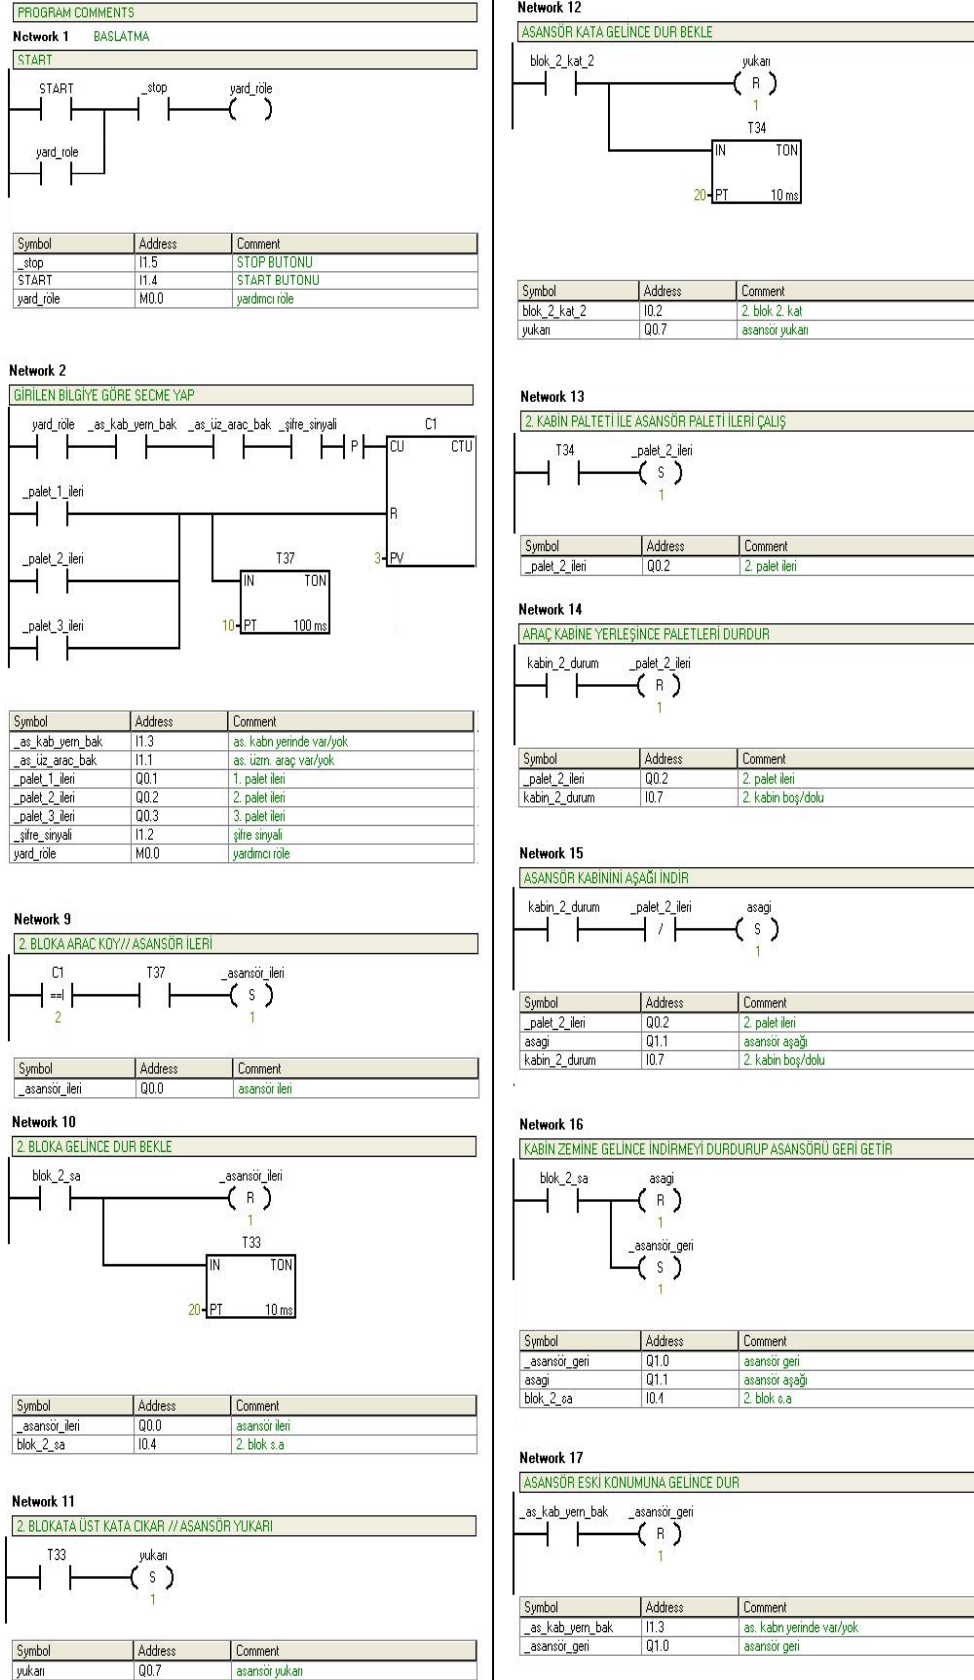 PROGRAM COMMENTS
Network 1 BASLATMA
START
START _stop yard_röle
yard_role
Symbol Address Comment
_stop I1.5 STOP BUTONU
START I1.4 START BUTONU
yard_röle M0.0 yardımcı röle
Network 2
GİRİLEN BİLGİYE GÖRE SECME YAP
yard_röle _as_kab_yern_bak _as_üz_arac_bak _şifre_sinyali C1
P CU CTU
_palet_1_ileri
R
_palet_2_ileri T37 3 PV
IN TON
_palet_3_ileri 10 PT 100 ms
Symbol Address Comment
_as_kab_yern_bak I1.3 as. kabn yerinde var/yok
_as_üz_arac_bak I1.1 as. üzrn. araç var/yok
_palet_1_ileri Q0.1 1. palet ileri
_palet_2_ileri Q0.2 2. palet ileri
_palet_3_ileri Q0.3 3. palet ileri
_şifre_sinyali I1.2 şifre sinyali
yard_röle M0.0 yardımcı röle
Network 9
2. BLOKA ARAC KOY// ASANSÖR İLERİ
C1 T37 _asansör_ileri
==I S
2 1
Symbol Address Comment
_asansör_ileri Q0.0 asansör ileri
Network 10
2. BLOKA GELİNCE DUR BEKLE
blok_2_sa _asansör_ileri
R
1
T33
IN TON
20 PT 10 ms
Symbol Address Comment
_asansör_ileri Q0.0 asansör ileri
blok_2_sa I0.4 2. blok s.a
Network 11
2. BLOKATA ÜST KATA CIKAR // ASANSÖR YUKARI
T33 yukarı
S
1
Symbol Address Comment
yukarı Q0.7 asansör yukarı
Network 12
ASANSÖR KATA GELİNCE DUR BEKLE
blok_2_kat_2 yukarı
R
1
T34
IN TON
20 PT 10 ms
Symbol Address Comment
blok_2_kat_2 I0.2 2. blok 2. kat
yukarı Q0.7 asansör yukarı
Network 13
2. KABİN PALTETİ İLE ASANSÖR PALETİ İLERİ ÇALIŞ
T34 _palet_2_ileri
S
1
Symbol Address Comment
_palet_2_ileri Q0.2 2. palet ileri
Network 14
ARAÇ KABİNE YERLEŞİNCE PALETLERİ DURDUR
kabin_2_durum _palet_2_ileri
R
1
Symbol Address Comment
_palet_2_ileri Q0.2 2. palet ileri
kabin_2_durum I0.7 2. kabin boş/dolu
Network 15
ASANSÖR KABİNİNİ AŞAĞI İNDİR
kabin_2_durum _palet_2_ileri asagi
/ S
1
Symbol Address Comment
_palet_2_ileri Q0.2 2. palet ileri
asagi Q1.1 asansör aşağı
kabin_2_durum I0.7 2. kabin boş/dolu
Network 16
KABİN ZEMİNE GELİNCE İNDİRMEYİ DURDURUP ASANSÖRÜ GERİ GETİR
blok_2_sa asagi
R
1
_asansör_geri
S
1
Symbol Address Comment
_asansör_geri Q1.0 asansör geri
asagi Q1.1 asansör aşağı
blok_2_sa I0.4 2. blok s.a
Network 17
ASANSÖR ESKİ KONUMUNA GELİNCE DUR
_as_kab_yern_bak _asansör_geri
R
1
Symbol Address Comment
_as_kab_yern_bak I1.3 as. kabn yerinde var/yok
_asansör_geri Q1.0 asansör geri